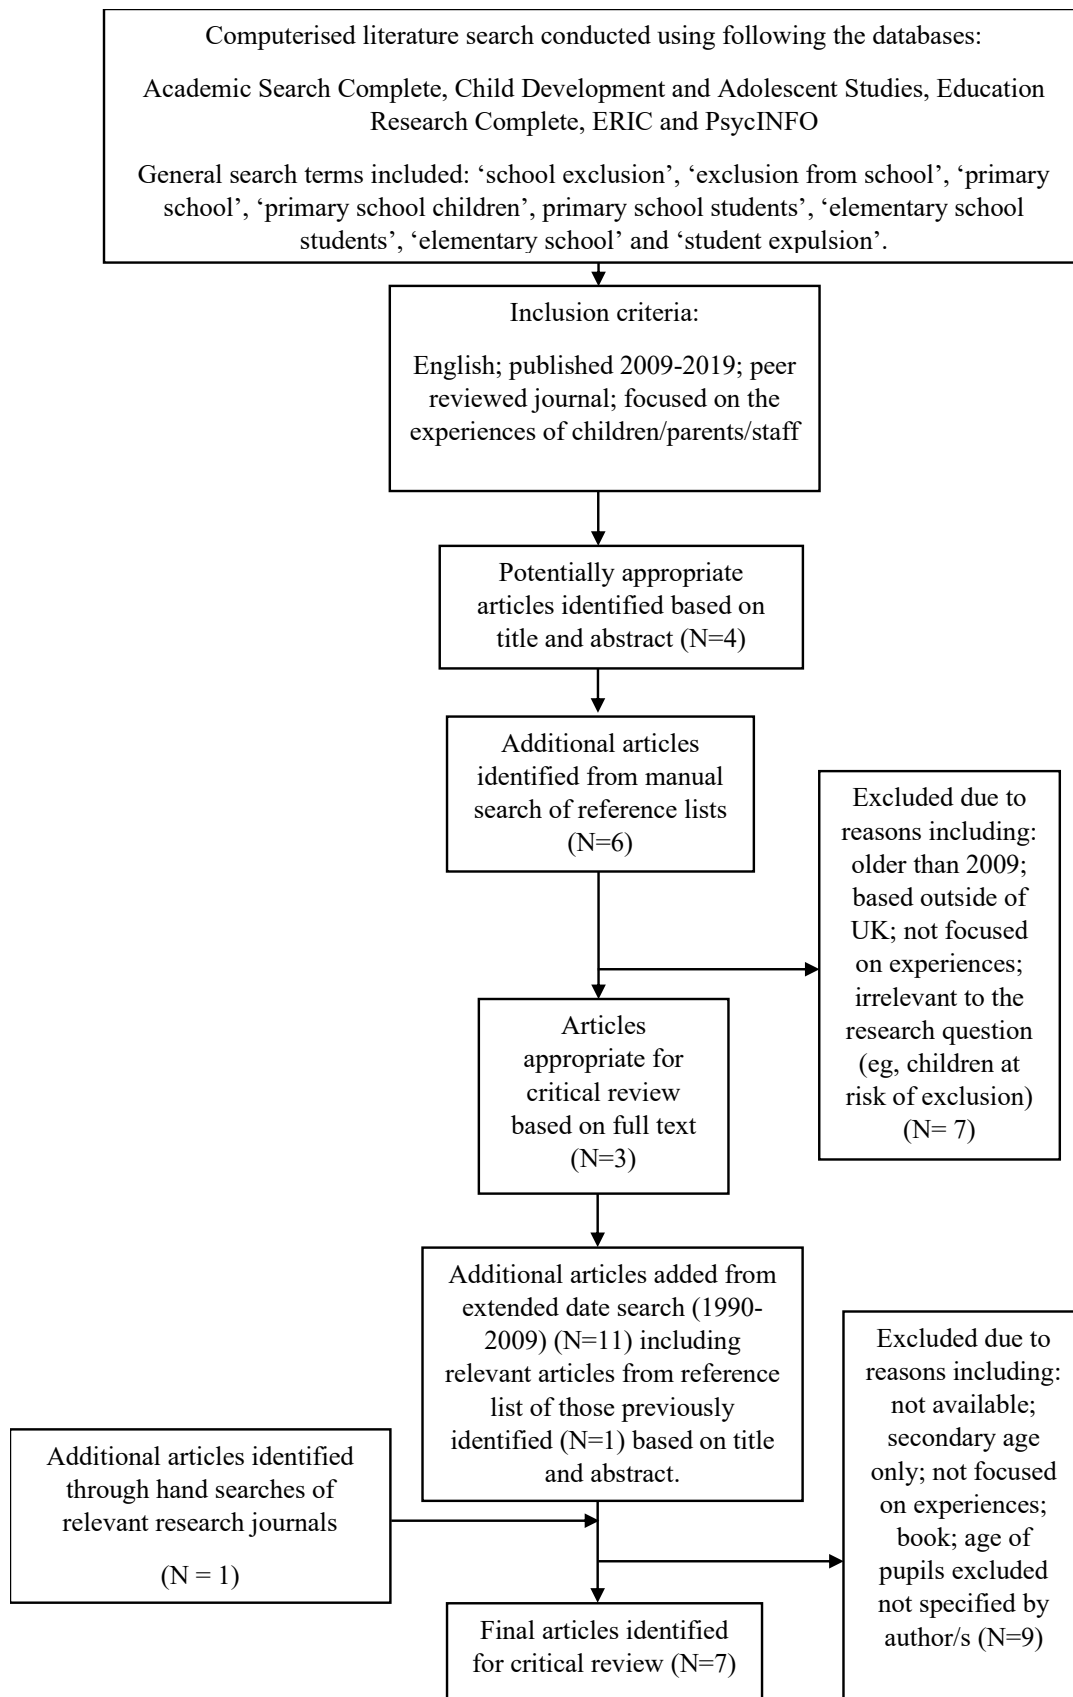 Computerised literature search conducted using following the databases:
Academic Search Complete, Child Development and Adolescent Studies, Education
Research Complete, ERIC and PsycINFO
General search terms included: ‘school exclusion’, ‘exclusion from school’, ‘primary
school’, ‘primary school children’, primary school students’, ‘elementary school
students’, ‘elementary school’ and ‘student expulsion’.
Inclusion criteria:
English; published 2009-2019; peer
reviewed journal; focused on the
experiences of children/parents/staff
Potentially appropriate
articles identified based on
title and abstract (N=4)
Additional articles
identified from manual
search of reference lists
(N=6)
Excluded due to
reasons including:
older than 2009;
based outside of
UK; not focused
on experiences;
irrelevant to the
research question
(eg, children at
risk of exclusion)
(N= 7)
Articles
appropriate for
critical review
based on full text
(N=3)
Additional articles added from
extended date search (1990-
2009) (N=11) including
relevant articles from reference
list of those previously
identified (N=1) based on title
and abstract.
Additional articles identified
through hand searches of
relevant research journals
(N = 1)
Excluded due to
reasons including:
not available;
secondary age
only; not focused
on experiences;
book; age of
pupils excluded
not specified by
author/s (N=9)
Final articles identified
for critical review (N=7)